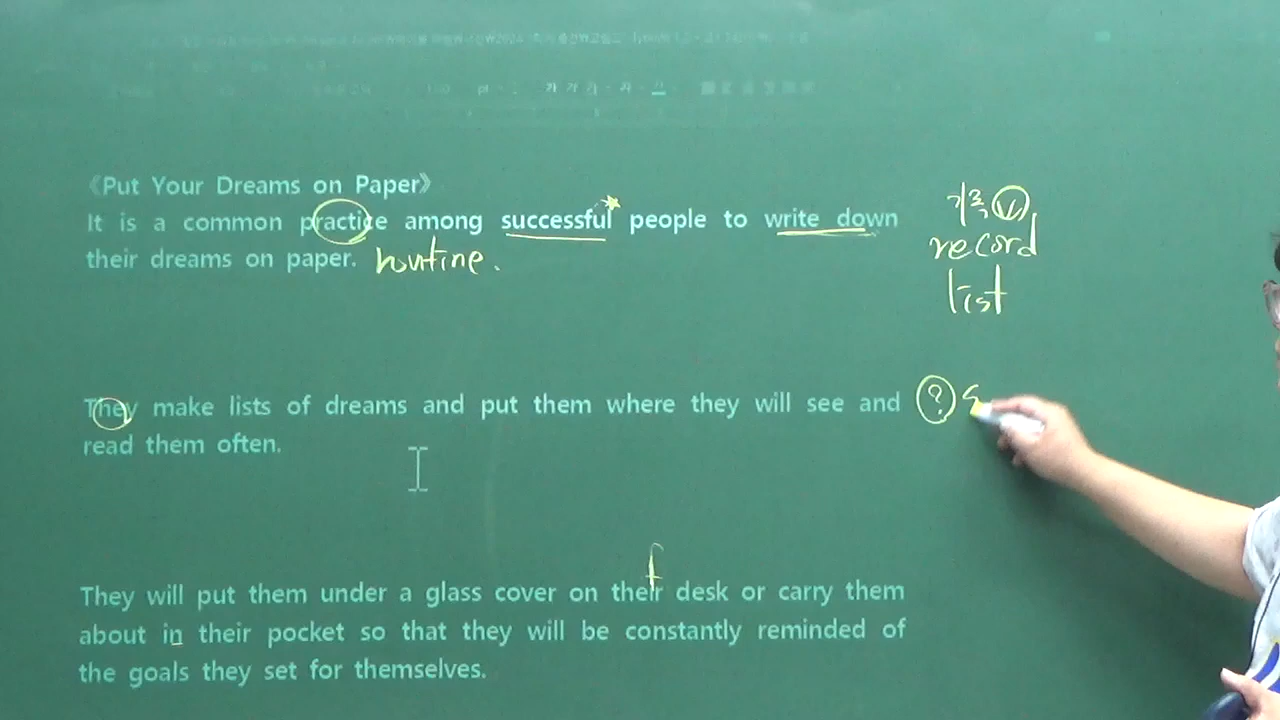 《Put Your Dreams on Paper》
It is a common practice among successful people to write down
their dreams on paper. routine.
record
list
They make lists of dreams and put them where they will see and ?
read them often.
They will put them under a glass cover on their desk or carry them
about in their pocket so that they will be constantly reminded of
the goals they set for themselves.